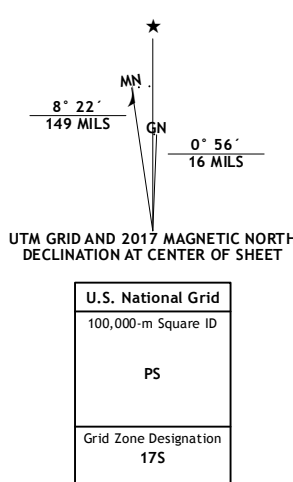 ★
MN
8° 22´
149 MILS
GN
0° 56´
16 MILS
UTM GRID AND 2017 MAGNETIC NORTH
DECLINATION AT CENTER OF SHEET
U.S. National Grid
100,000-m Square ID
PS
Grid Zone Designation
17S